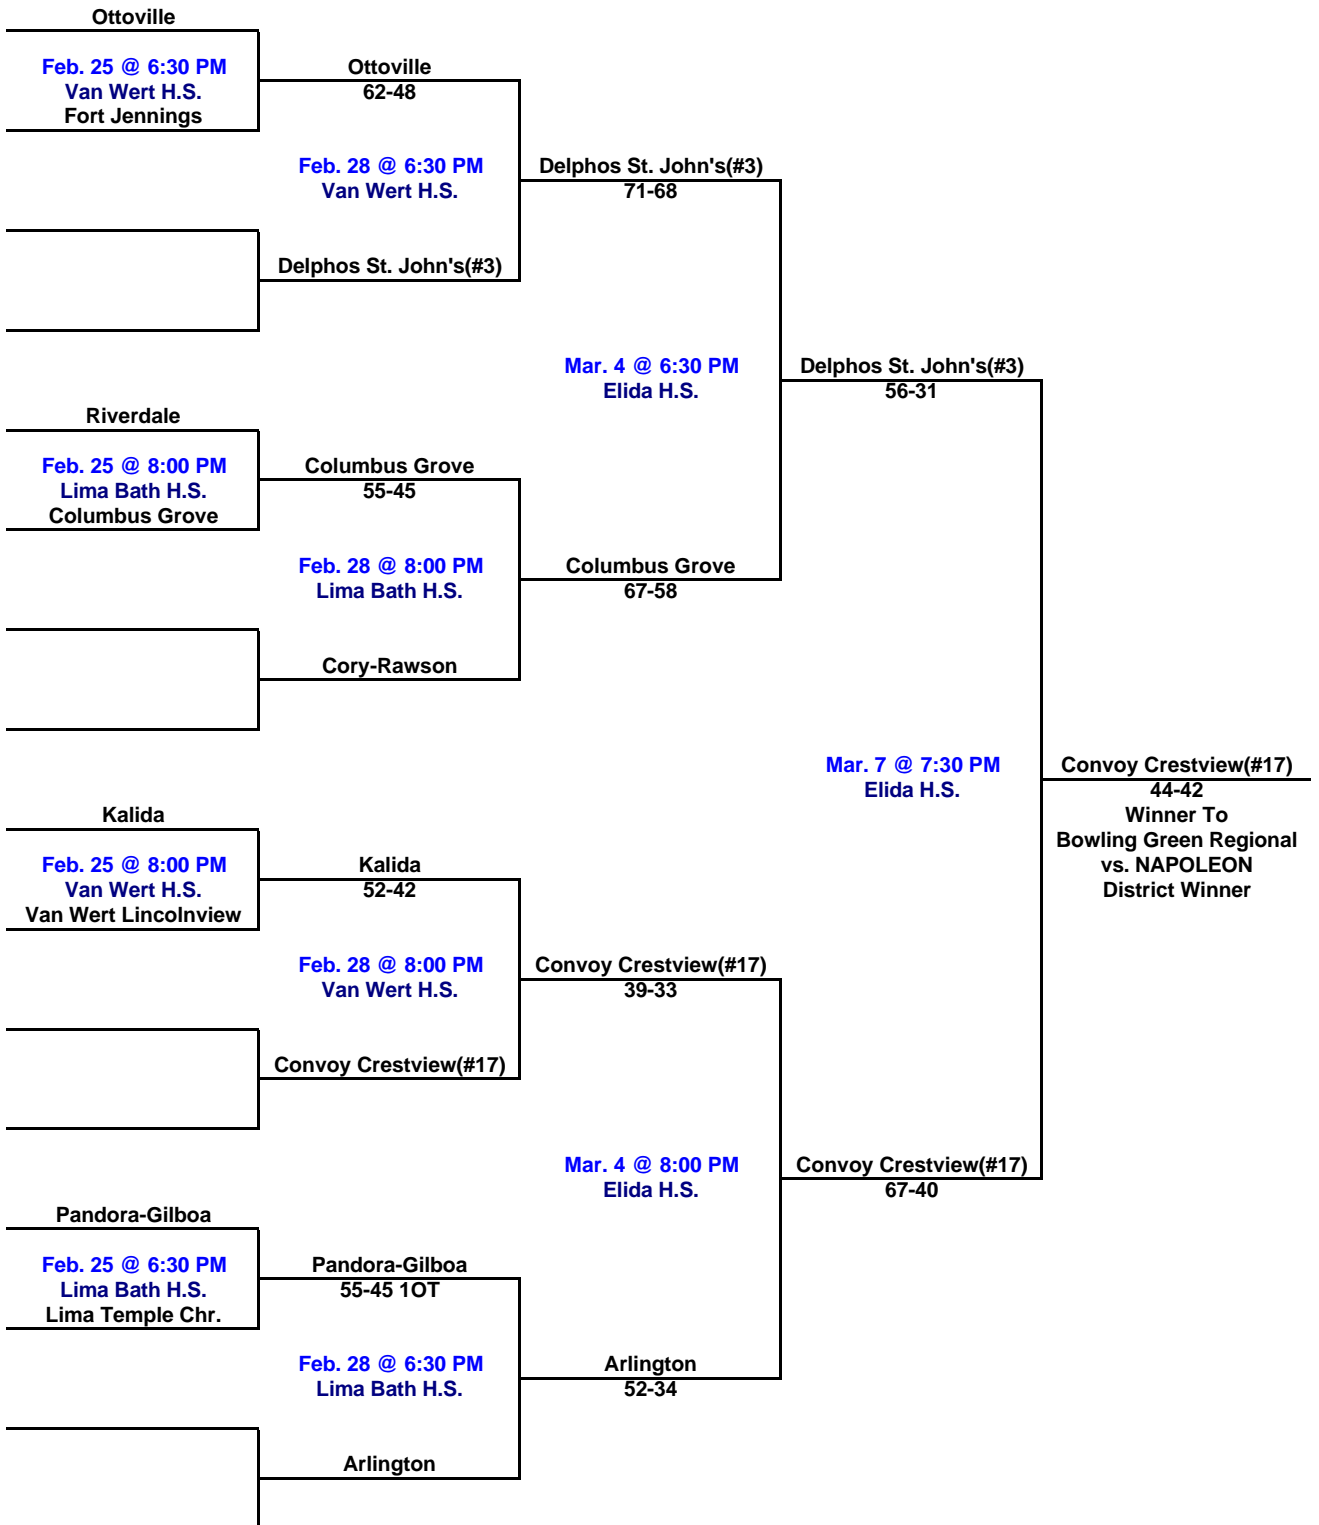 Ottoville
Feb. 25 @ 6:30 PM
Van Wert H.S.
Fort Jennings
Ottoville
62-48
Feb. 28 @ 6:30 PM
Van Wert H.S.
Delphos St. John's(#3)
71-68
Delphos St. John's(#3)
Mar. 4 @ 6:30 PM
Elida H.S.
Delphos St. John's(#3)
56-31
Riverdale
Feb. 25 @ 8:00 PM
Lima Bath H.S.
Columbus Grove
Columbus Grove
55-45
Feb. 28 @ 8:00 PM
Lima Bath H.S.
Columbus Grove
67-58
Cory-Rawson
Mar. 7 @ 7:30 PM
Elida H.S.
Convoy Crestview(#17)
44-42
Winner To
Bowling Green Regional
vs. NAPOLEON
District Winner
Kalida
Feb. 25 @ 8:00 PM
Van Wert H.S.
Van Wert Lincolnview
Kalida
52-42
Feb. 28 @ 8:00 PM
Van Wert H.S.
Convoy Crestview(#17)
39-33
Convoy Crestview(#17)
Mar. 4 @ 8:00 PM
Elida H.S.
Convoy Crestview(#17)
67-40
Pandora-Gilboa
Feb. 25 @ 6:30 PM
Lima Bath H.S.
Lima Temple Chr.
Pandora-Gilboa
55-45 1OT
Feb. 28 @ 6:30 PM
Lima Bath H.S.
Arlington
52-34
Arlington